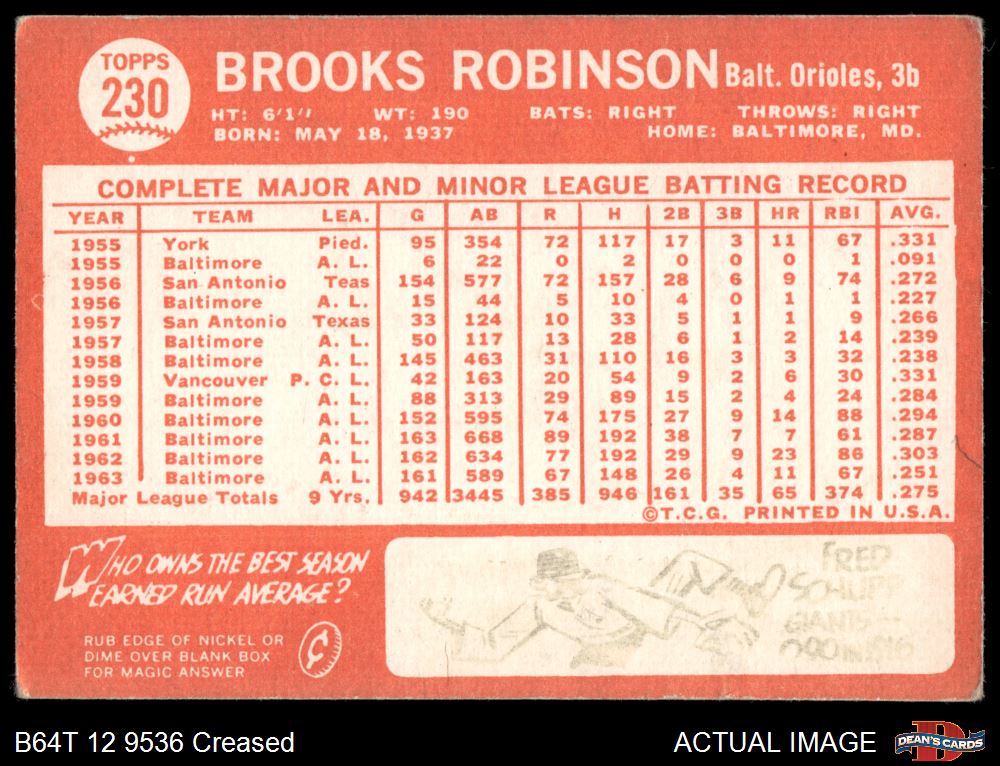 TOPPS
230
BROOKS ROBINSON Balt. Orioles, 3b
HT: 6'1" WT: 190 BATS: RIGHT THROWS: RIGHT
BORN: MAY 18, 1937 HOME: BALTIMORE, MD.
COMPLETE MAJOR AND MINOR LEAGUE BATTING RECORD
YEAR TEAM LEA. G AB R H 2B 3B HR RBI AVG.
1955 York Pied. 95 354 72 117 17 3 11 67 .331
1955 Baltimore A. L. 6 22 0 2 0 0 0 1 .091
1956 San Antonio Teas 154 577 72 157 28 6 9 74 .272
1956 Baltimore A. L. 15 44 5 10 4 0 1 1 .227
1957 San Antonio Texas 33 124 10 33 5 1 1 9 .266
1957 Baltimore A. L. 50 117 13 28 6 1 2 14 .239
1958 Baltimore A. L. 145 463 31 110 16 3 3 32 .238
1959 Vancouver P. C. L. 42 163 20 54 9 2 6 30 .331
1959 Baltimore A. L. 88 313 29 89 15 2 4 24 .284
1960 Baltimore A. L. 152 595 74 175 27 9 14 88 .294
1961 Baltimore A. L. 163 668 89 192 38 7 7 61 .287
1962 Baltimore A. L. 162 634 77 192 29 9 23 86 .303
1963 Baltimore A. L. 161 589 67 148 26 4 11 67 .251
Major League Totals 9 Yrs. 942 3445 385 946 161 35 65 374 .275
©T.C.G. PRINTED IN U.S.A.
WHO OWNS THE BEST SEASON
EARNED RUN AVERAGE?
RUB EDGE OF NICKEL OR
DIME OVER BLANK BOX
FOR MAGIC ANSWER
¢
FRED
GIANTS
B64T 12 9536 Creased
ACTUAL IMAGE
DEAN'S CARDS